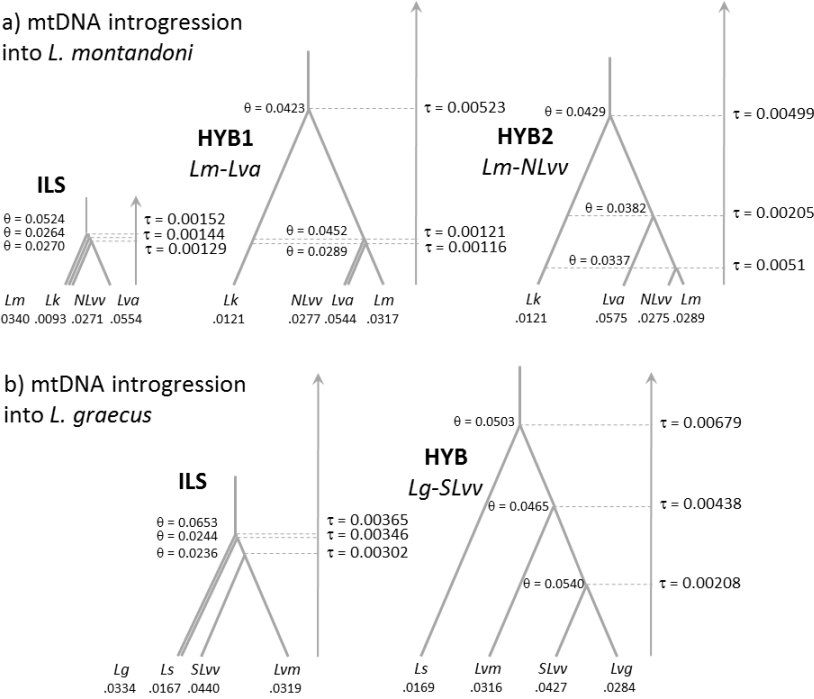 a) mtDNA introgression
into L. montandoni
ILS
θ = 0.0524
θ = 0.0264
θ = 0.0270
τ = 0.00152
τ = 0.00144
τ = 0.00129
Lm Lk NLvv Lva
0340 .0093 .0271 .0554
HYB1
Lm-Lva
θ = 0.0423
τ = 0.00523
θ = 0.0452
θ = 0.0289
τ = 0.00121
τ = 0.00116
Lk NLvv Lva Lm
.0121 .0277 .0544 .0317
HYB2
Lm-NLvv
θ = 0.0429
τ = 0.00499
θ = 0.0382
τ = 0.00205
θ = 0.0337
τ = 0.0051
Lk Lva NLvv Lm
.0121 .0575 .0275 .0289
b) mtDNA introgression
into L. graecus
ILS
θ = 0.0653
θ = 0.0244
θ = 0.0236
τ = 0.00365
τ = 0.00346
τ = 0.00302
Lg Ls SLvv Lvm
.0334 .0167 .0440 .0319
HYB
Lg-SLvv
θ = 0.0503
τ = 0.00679
θ = 0.0465
τ = 0.00438
θ = 0.0540
τ = 0.00208
Ls Lvm SLvv Lvg
.0169 .0316 .0427 .0284